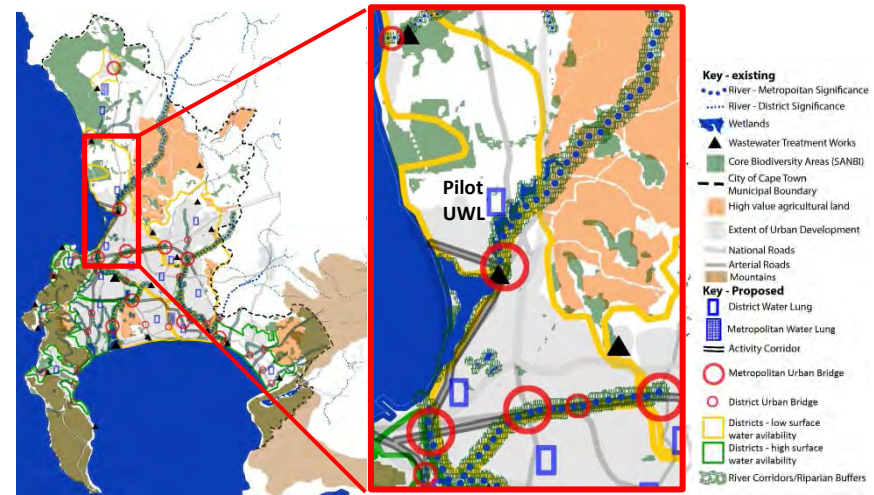 Pilot
UWL
Key - existing
River - Metropoitan Significance
River - District Significance
Wetlands
Wastewater Treatment Works
Core Biodiversity Areas (SANBI)
City of Cape Town
Municipal Boundary
High value agricultural land
Extent of Urban Development
National Roads
Arterial Roads
Mountains
Key - Proposed
District Water Lung
Metropolitan Water Lung
Activity Corridor
Metropolitan Urban Bridge
District Urban Bridge
Districts - low surface
water avilability
Districts - high surface
water availability
River Corridors/Riparian Buffers